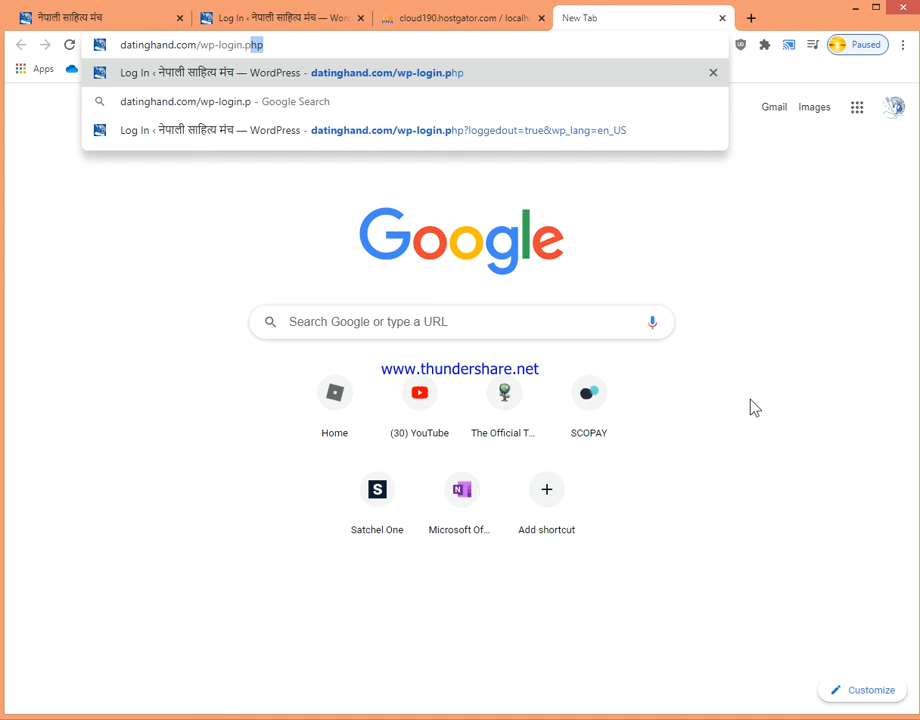 नेपाली साहित्य मंच
Log In ‹ नेपाली साहित्य मंच — Wor
cloud190.hostgator.com / localh
New Tab
datinghand.com/wp-login.php
Paused
Apps
Log In ‹ नेपाली साहित्य मंच — WordPress - datinghand.com/wp-login.php
datinghand.com/wp-login.p - Google Search
Log In ‹ नेपाली साहित्य मंच — WordPress - datinghand.com/wp-login.php?loggedout=true&wp_lang=en_US
Gmail Images
Google
Search Google or type a URL
www.thundershare.net
Home
(30) YouTube
The Official T...
SCOPAY
S
N
Satchel One
Microsoft Of...
Add shortcut
Customize